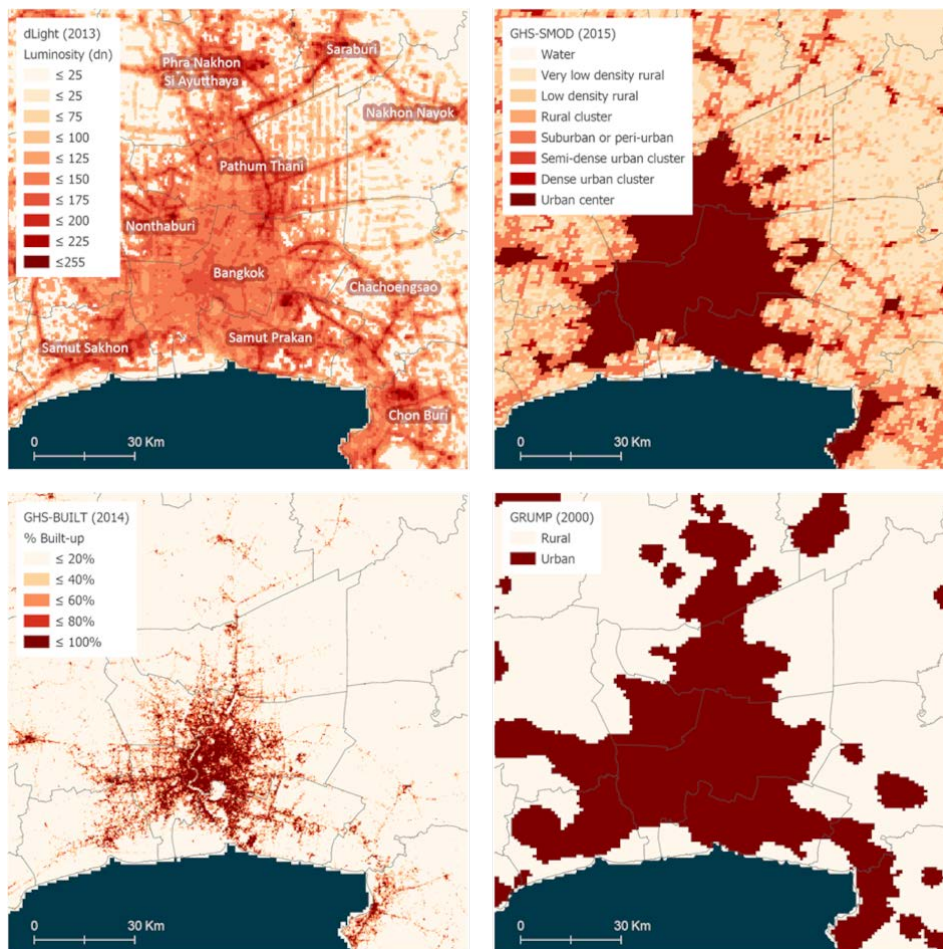 dLight (2013)
Luminosity (dn)
≤ 25
≤ 25
≤ 75
≤ 100
≤ 125
≤ 150
≤ 175
≤ 200
≤ 225
≤255
Phra Nakhon
Si Ayutthaya
Saraburi
Nakhon Nayok
Pathum Thani
Nonthaburi
Bangkok
Chachoengsao
Samut Sakhon
Samut Prakan
Chon Buri
0 30 Km
GHS-SMOD (2015)
Water
Very low density rural
Low density rural
Rural cluster
Suburban or peri-urban
Semi-dense urban cluster
Dense urban cluster
Urban center
0 30 Km
GHS-BUILT (2014)
% Built-up
≤ 20%
≤ 40%
≤ 60%
≤ 80%
≤ 100%
0 30 Km
GRUMP (2000)
Rural
Urban
0 30 Km